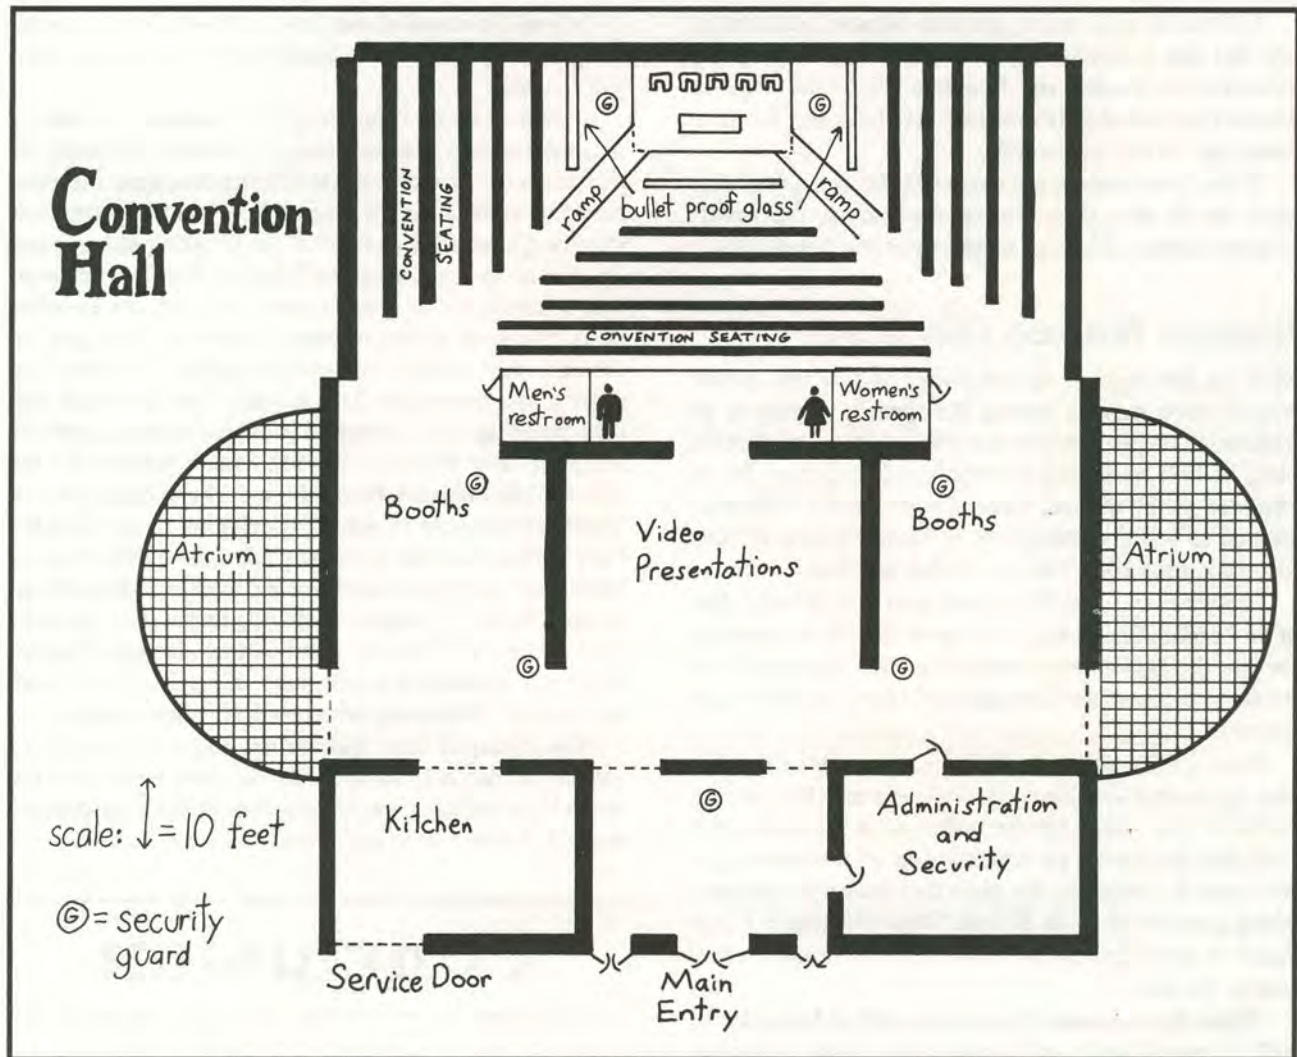 Convention
Hall
CONVENTION
SEATING
G
G
ramp
bullet proof glass
ramp
CONVENTION SEATING
Men's
restroom
Women's
restroom
G
G
Booths
Booths
Video
Presentations
Atrium
Atrium
G
G
scale: = 10 feet
Kitchen
G
Administration
and
Security
G = security
guard
Service Door
Main
Entry